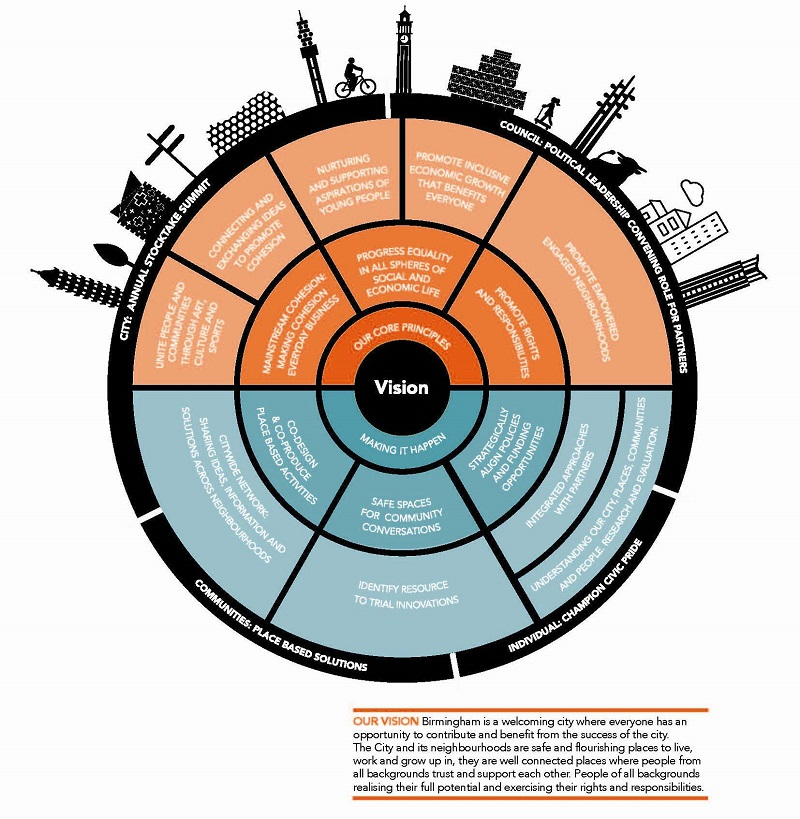 CITY: ANNUAL STOCKTAKE SUMMIT
COUNCIL: POLITICAL LEADERSHIP CONVENING ROLE FOR PARTNERS
UNITE PEOPLE AND
COMMUNITIES
THROUGH ART,
CULTURE AND
SPORTS
CONNECTING AND
EXCHANGING IDEAS
TO PROMOTE
COHESION
NURTURING
AND SUPPORTING
ASPIRATIONS OF
YOUNG PEOPLE
PROMOTE INCLUSIVE
ECONOMIC GROWTH
THAT BENEFITS
EVERYONE
PROMOTE EMPOWERED
ENGAGED NEIGHBOURHOODS
MAINSTREAM COHESION:
MAKING COHESION
EVERYDAY BUSINESS
PROGRESS EQUALITY
IN ALL SPHERES OF
SOCIAL AND
ECONOMIC LIFE
PROMOTE RIGHTS
AND RESPONSIBILITIES
OUR CORE PRINCIPLES
Vision
MAKING IT HAPPEN
CO-DESIGN
& CO-PRODUCE
PLACE BASED ACTIVITIES
SAFE SPACES
FOR COMMUNITY
CONVERSATIONS
STRATEGICALLY
ALIGN POLICIES
AND FUNDING
OPPORTUNITIES
CITYWIDE NETWORK:
SHARING IDEAS, INFORMATION AND
SOLUTIONS ACROSS NEIGHBOURHOODS
IDENTIFY RESOURCE
TO TRIAL INNOVATIONS
INTEGRATED APPROACHES
WITH PARTNERS
UNDERSTANDING OUR CITY, PLACES, COMMUNITIES
AND PEOPLE. RESEARCH AND EVALUATION.
COMMUNITIES: PLACE BASED SOLUTIONS
INDIVIDUAL: CHAMPION CIVIC PRIDE
OUR VISION Birmingham is a welcoming city where everyone has an
opportunity to contribute and benefit from the success of the city.
The City and its neighbourhoods are safe and flourishing places to live,
work and grow up in, they are well connected places where people from
all backgrounds trust and support each other. People of all backgrounds
realising their full potential and exercising their rights and responsibilities.